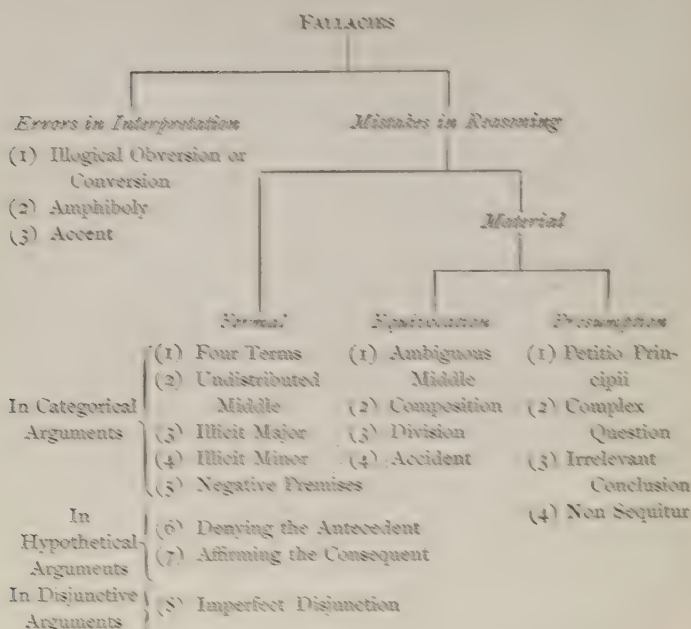 FALLACIES
Errors in Interpretation
Mistakes in Reasoning
(1) Illogical Obversion or
Conversion
(2) Amphiboly
(3) Accent
Material
Formal
Equivocation
Presumption
In Categorical
Arguments
(1) Four Terms
(2) Undistributed
Middle
(3) Illicit Major
(4) Illicit Minor
(5) Negative Premises
(1) Ambiguous
Middle
(2) Composition
(3) Division
(4) Accident
(1) Petitio Prin-
cipii
(2) Complex
Question
(3) Irrelevant
Conclusion
(4) Non Sequitur
In
Hypothetical
Arguments
(6) Denying the Antecedent
(7) Affirming the Consequent
In Disjunctive
Arguments
(8) Imperfect Disjunction